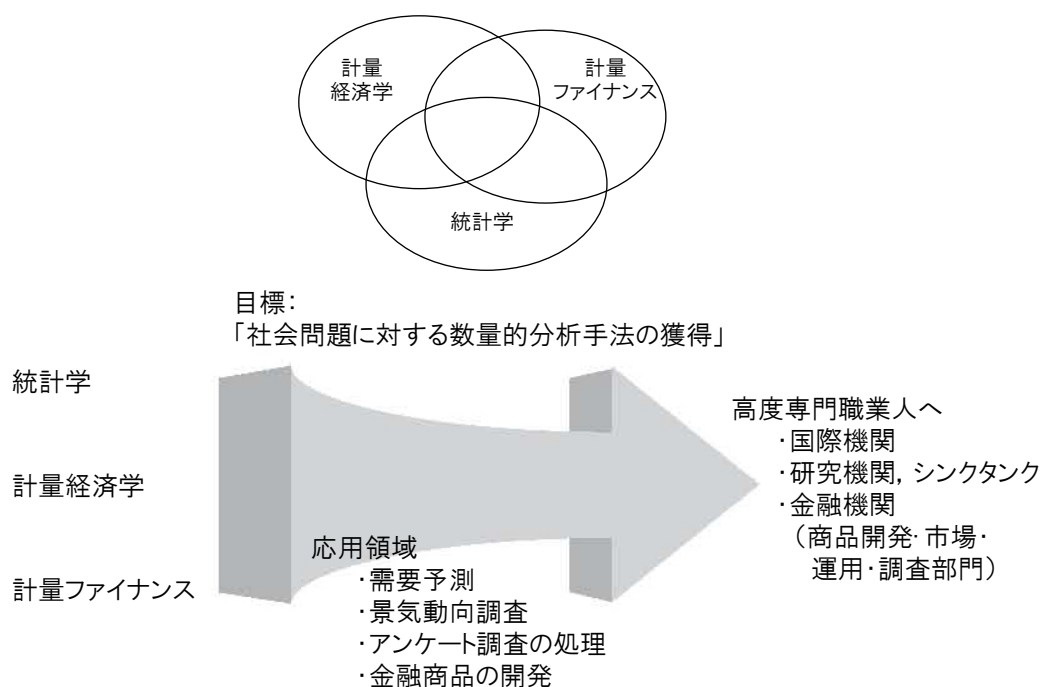 計量
経済学
計量
ファイナンス
統計学
目標：
「社会問題に対する数量的分析手法の獲得」
統計学
計量経済学
計量ファイナンス
応用領域
・需要予測
・景気動向調査
・アンケート調査の処理
・金融商品の開発
高度専門職業人へ
・国際機関
・研究機関，シンクタンク
・金融機関
（商品開発・市場・
運用・調査部門）